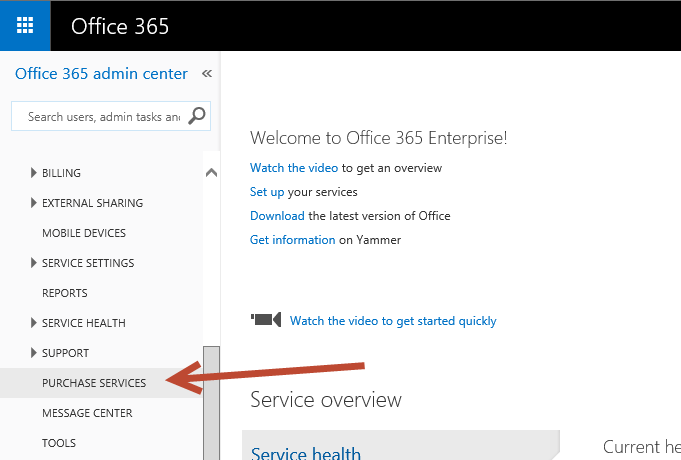 Office 365
Office 365 admin center «
Search users, admin tasks an
BILLING
EXTERNAL SHARING
MOBILE DEVICES
SERVICE SETTINGS
REPORTS
SERVICE HEALTH
SUPPORT
PURCHASE SERVICES
MESSAGE CENTER
TOOLS
Welcome to Office 365 Enterprise!
Watch the video to get an overview
Set up your services
Download the latest version of Office
Get information on Yammer
Watch the video to get started quickly
Service overview
Service health
Current he